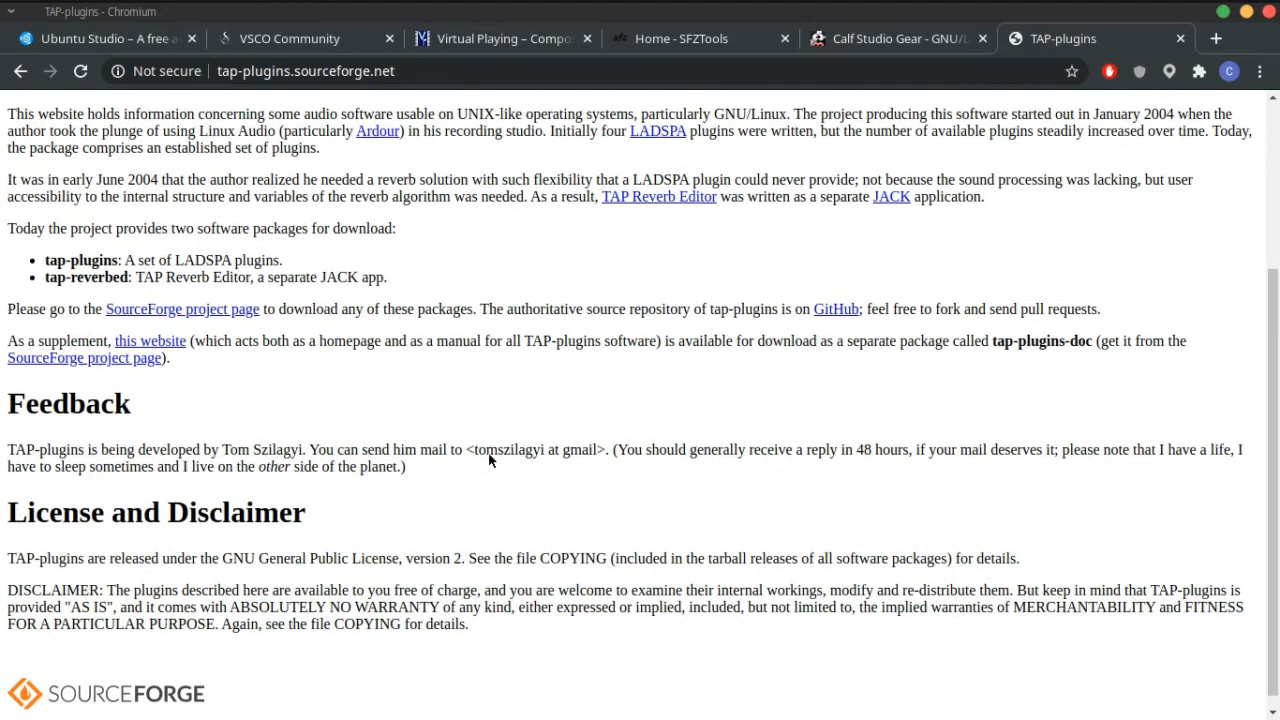 TAP-plugins - Chromium
Ubuntu Studio – A free a
VSCO Community
Virtual Playing – Compo
Home - SFZTools
Calf Studio Gear - GNU/L
TAP-plugins
Not secure
tap-plugins.sourceforge.net
C
This website holds information concerning some audio software usable on UNIX-like operating systems, particularly GNU/Linux. The project producing this software started out in January 2004 when the
author took the plunge of using Linux Audio (particularly Ardour) in his recording studio. Initially four LADSPA plugins were written, but the number of available plugins steadily increased over time. Today,
the package comprises an established set of plugins.
It was in early June 2004 that the author realized he needed a reverb solution with such flexibility that a LADSPA plugin could never provide; not because the sound processing was lacking, but user
accessibility to the internal structure and variables of the reverb algorithm was needed. As a result, TAP Reverb Editor was written as a separate JACK application.
Today the project provides two software packages for download:
• tap-plugins: A set of LADSPA plugins.
• tap-reverbed: TAP Reverb Editor, a separate JACK app.
Please go to the SourceForge project page to download any of these packages. The authoritative source repository of tap-plugins is on GitHub; feel free to fork and send pull requests.
As a supplement, this website (which acts both as a homepage and as a manual for all TAP-plugins software) is available for download as a separate package called tap-plugins-doc (get it from the
SourceForge project page).
Feedback
TAP-plugins is being developed by Tom Szilagyi. You can send him mail to <tomszilagyi at gmail>. (You should generally receive a reply in 48 hours, if your mail deserves it; please note that I have a life, I
have to sleep sometimes and I live on the other side of the planet.)
License and Disclaimer
TAP-plugins are released under the GNU General Public License, version 2. See the file COPYING (included in the tarball releases of all software packages) for details.
DISCLAIMER: The plugins described here are available to you free of charge, and you are welcome to examine their internal workings, modify and re-distribute them. But keep in mind that TAP-plugins is
provided "AS IS", and it comes with ABSOLUTELY NO WARRANTY of any kind, either expressed or implied, included, but not limited to, the implied warranties of MERCHANTABILITY and FITNESS
FOR A PARTICULAR PURPOSE. Again, see the file COPYING for details.
SOURCEFORGE